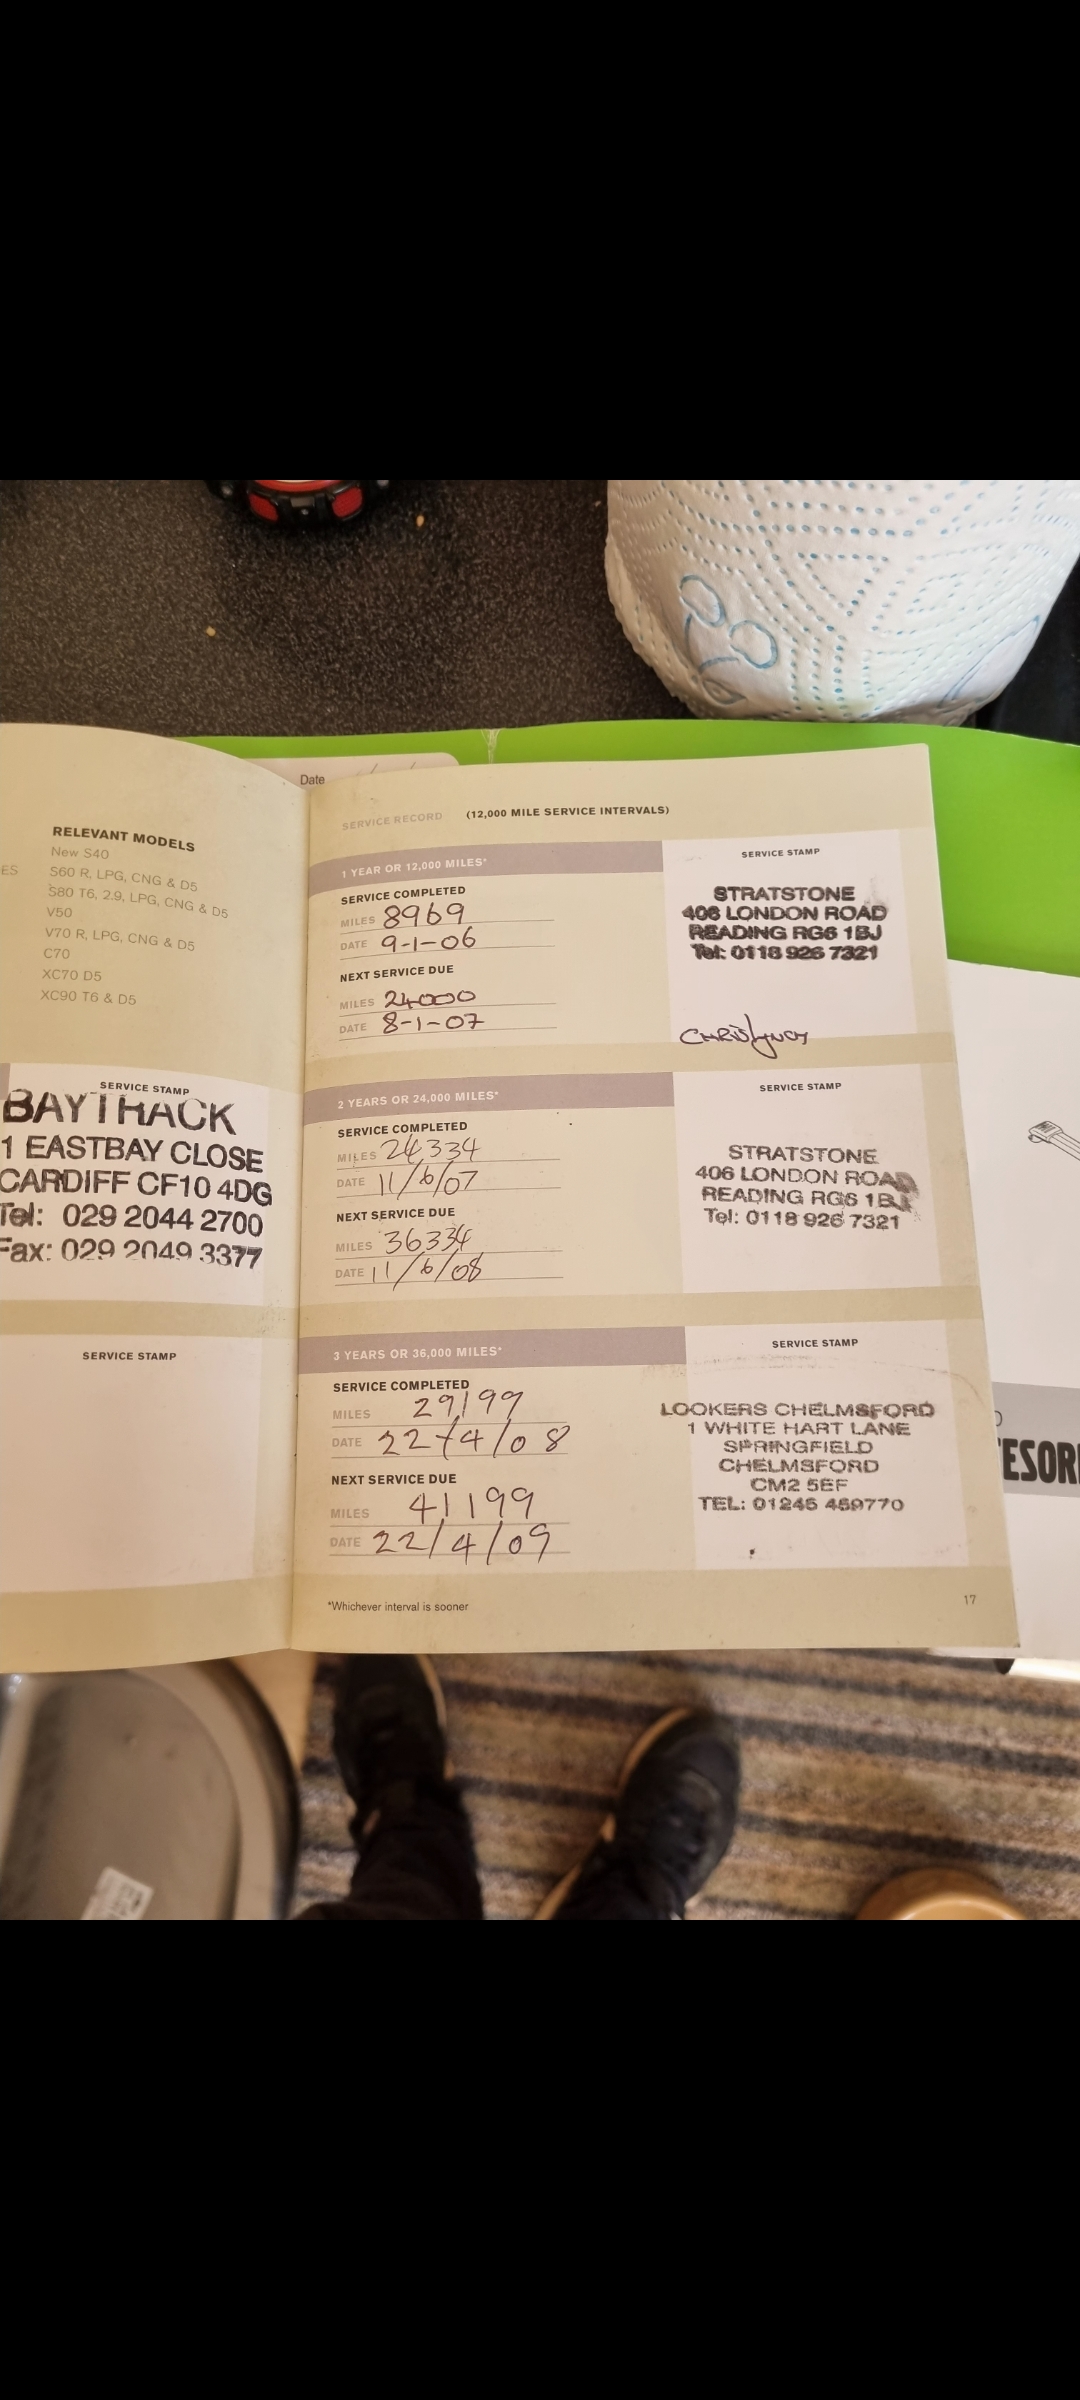 Date
RELEVANT MODELS
New S40
ES
S60 R, LPG, CNG & D5
S80 T6, 2.9, LPG, CNG & D5
V50
V70 R, LPG, CNG & D5
C70
XC70 D5
XC90 T6 & D5
SERVICE STAMP
BAYTRACK
1 EASTBAY CLOSE
CARDIFF CF10 4DG
Tel: 029 2044 2700
Fax: 029 2049 3377
SERVICE STAMP
SERVICE RECORD (12,000 MILE SERVICE INTERVALS)
1 YEAR OR 12,000 MILES*
SERVICE COMPLETED
MILES 8969
DATE 9-1-06
NEXT SERVICE DUE
MILES 24000
DATE 8-1-07
SERVICE STAMP
STRATSTONE
406 LONDON ROAD
READING RG6 1BJ
Tel: 0118 926 7321
CHRIS LYNCH
2 YEARS OR 24,000 MILES*
SERVICE COMPLETED
MILES 24334
DATE 11/6/07
NEXT SERVICE DUE
MILES 36334
DATE 11/6/08
SERVICE STAMP
STRATSTONE
406 LONDON ROAD
READING RG6 1BJ
Tel: 0118 926 7321
3 YEARS OR 36,000 MILES*
SERVICE COMPLETED
MILES 29199
DATE 22/4/08
NEXT SERVICE DUE
MILES 41199
DATE 22/4/09
SERVICE STAMP
LOOKERS CHELMSFORD
1 WHITE HART LANE
SPRINGFIELD
CHELMSFORD
CM2 5EF
TEL: 01245 459770
*Whichever interval is sooner
17
ESOR